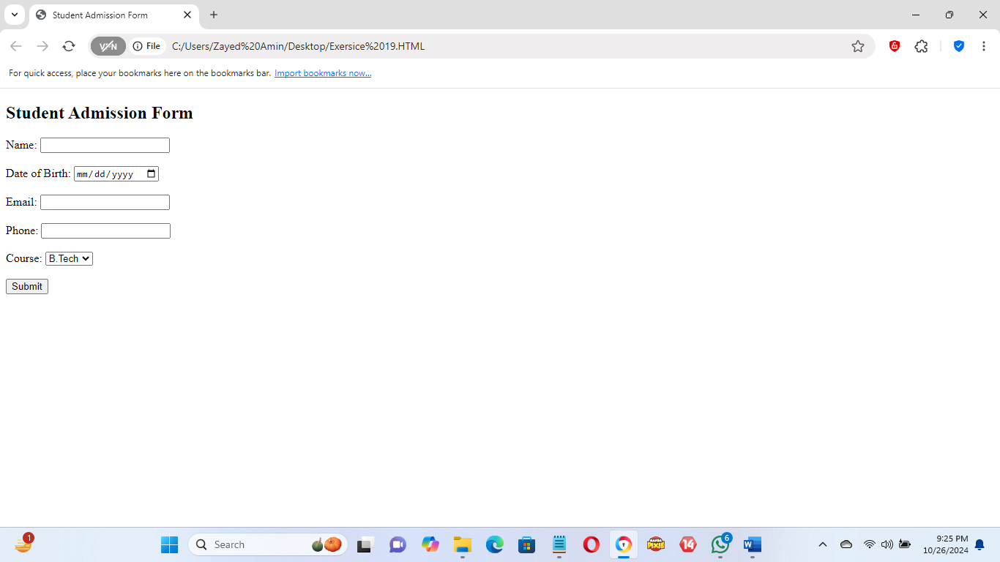 Student Admission Form
VPN
File
C:/Users/Zayed%20Amin/Desktop/Exersice%2019.HTML
For quick access, place your bookmarks here on the bookmarks bar. Import bookmarks now...
Student Admission Form
Name:
Date of Birth: mm/dd/yyyy
Email:
Phone:
Course: B.Tech
Submit
1
Search
PANDA PIXIE
14
6
W
9:25 PM
10/26/2024